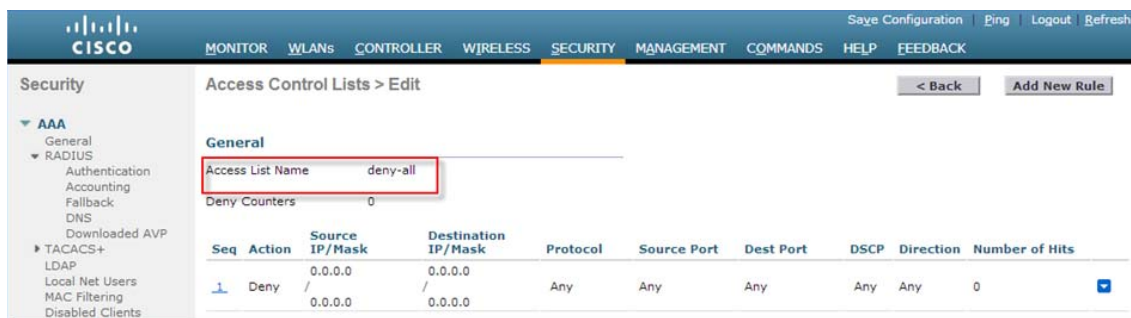 Save Configuration | Ping | Logout | Refresh
CISCO
MONITOR WLANs CONTROLLER WIRELESS SECURITY MANAGEMENT COMMANDS HELP FEEDBACK
Security
AAA
General
RADIUS
Authentication
Accounting
Fallback
DNS
Downloaded AVP
TACACS+
LDAP
Local Net Users
MAC Filtering
Disabled Clients
Access Control Lists > Edit
< Back Add New Rule
General
Access List Name deny-all
Deny Counters 0
Seq Action Source IP/Mask Destination IP/Mask Protocol Source Port Dest Port DSCP Direction Number of Hits
1 Deny 0.0.0.0 / 0.0.0.0 0.0.0.0 / 0.0.0.0 Any Any Any Any Any 0